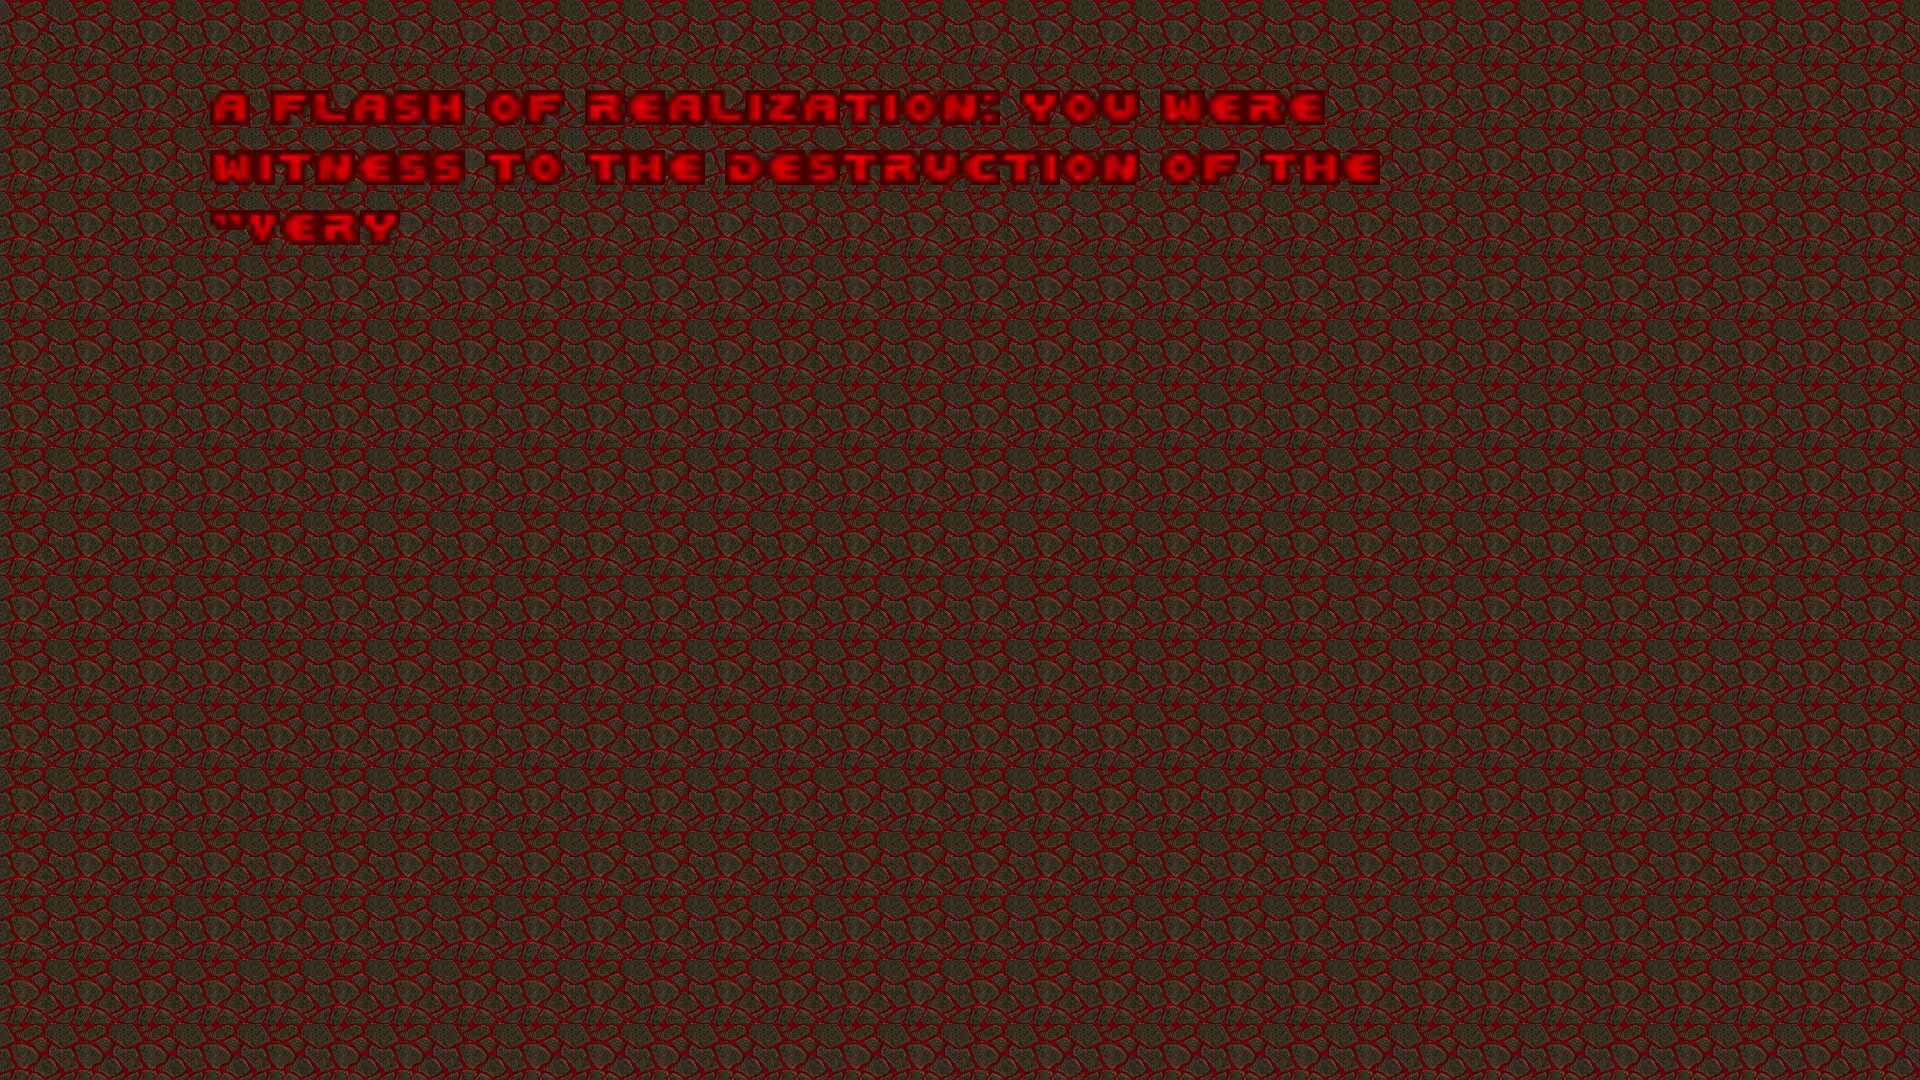 A FLASH OF REALIZATION: YOU WERE
WITNESS TO THE DESTRUCTION OF THE
"VERY